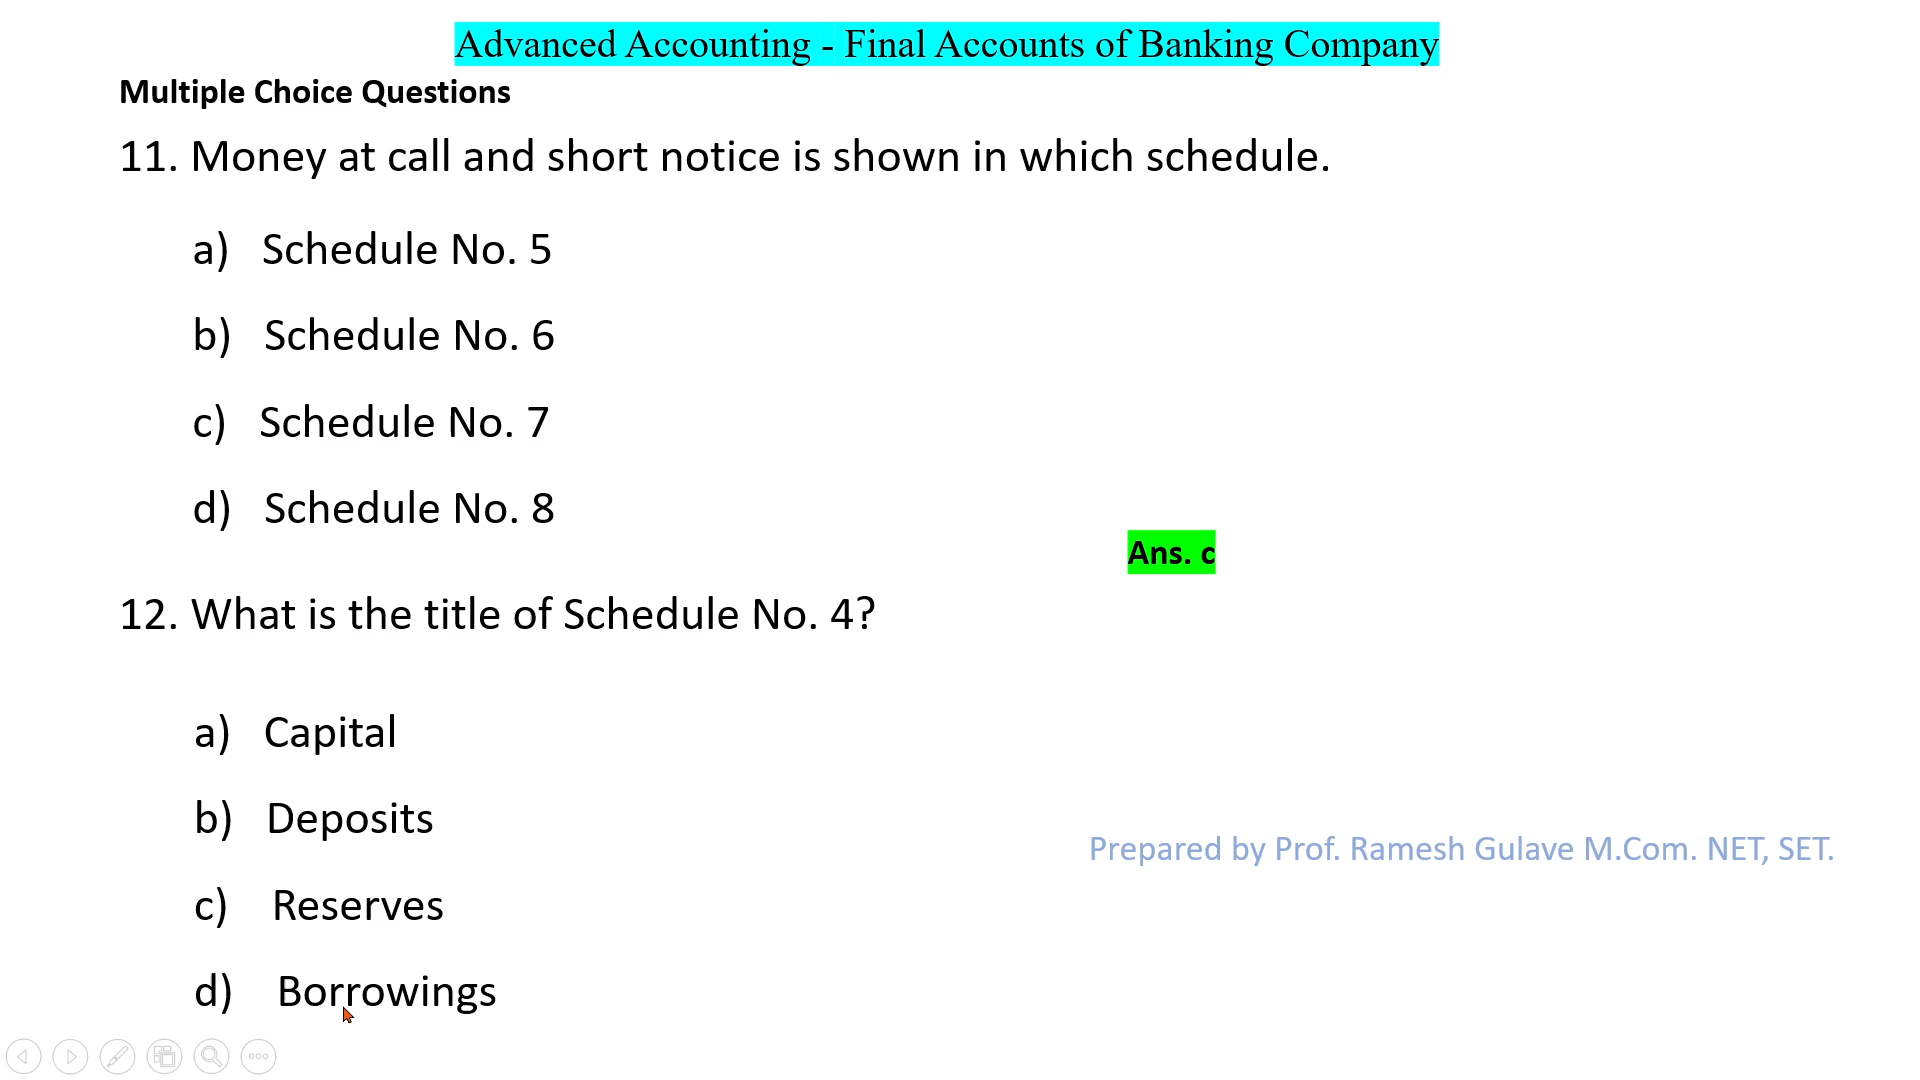 Advanced Accounting - Final Accounts of Banking Company
Multiple Choice Questions
11. Money at call and short notice is shown in which schedule.
a) Schedule No. 5
b) Schedule No. 6
c) Schedule No. 7
d) Schedule No. 8
Ans. c
12. What is the title of Schedule No. 4?
a) Capital
b) Deposits
Prepared by Prof. Ramesh Gulave M.Com. NET, SET.
c) Reserves
d) Borrowings